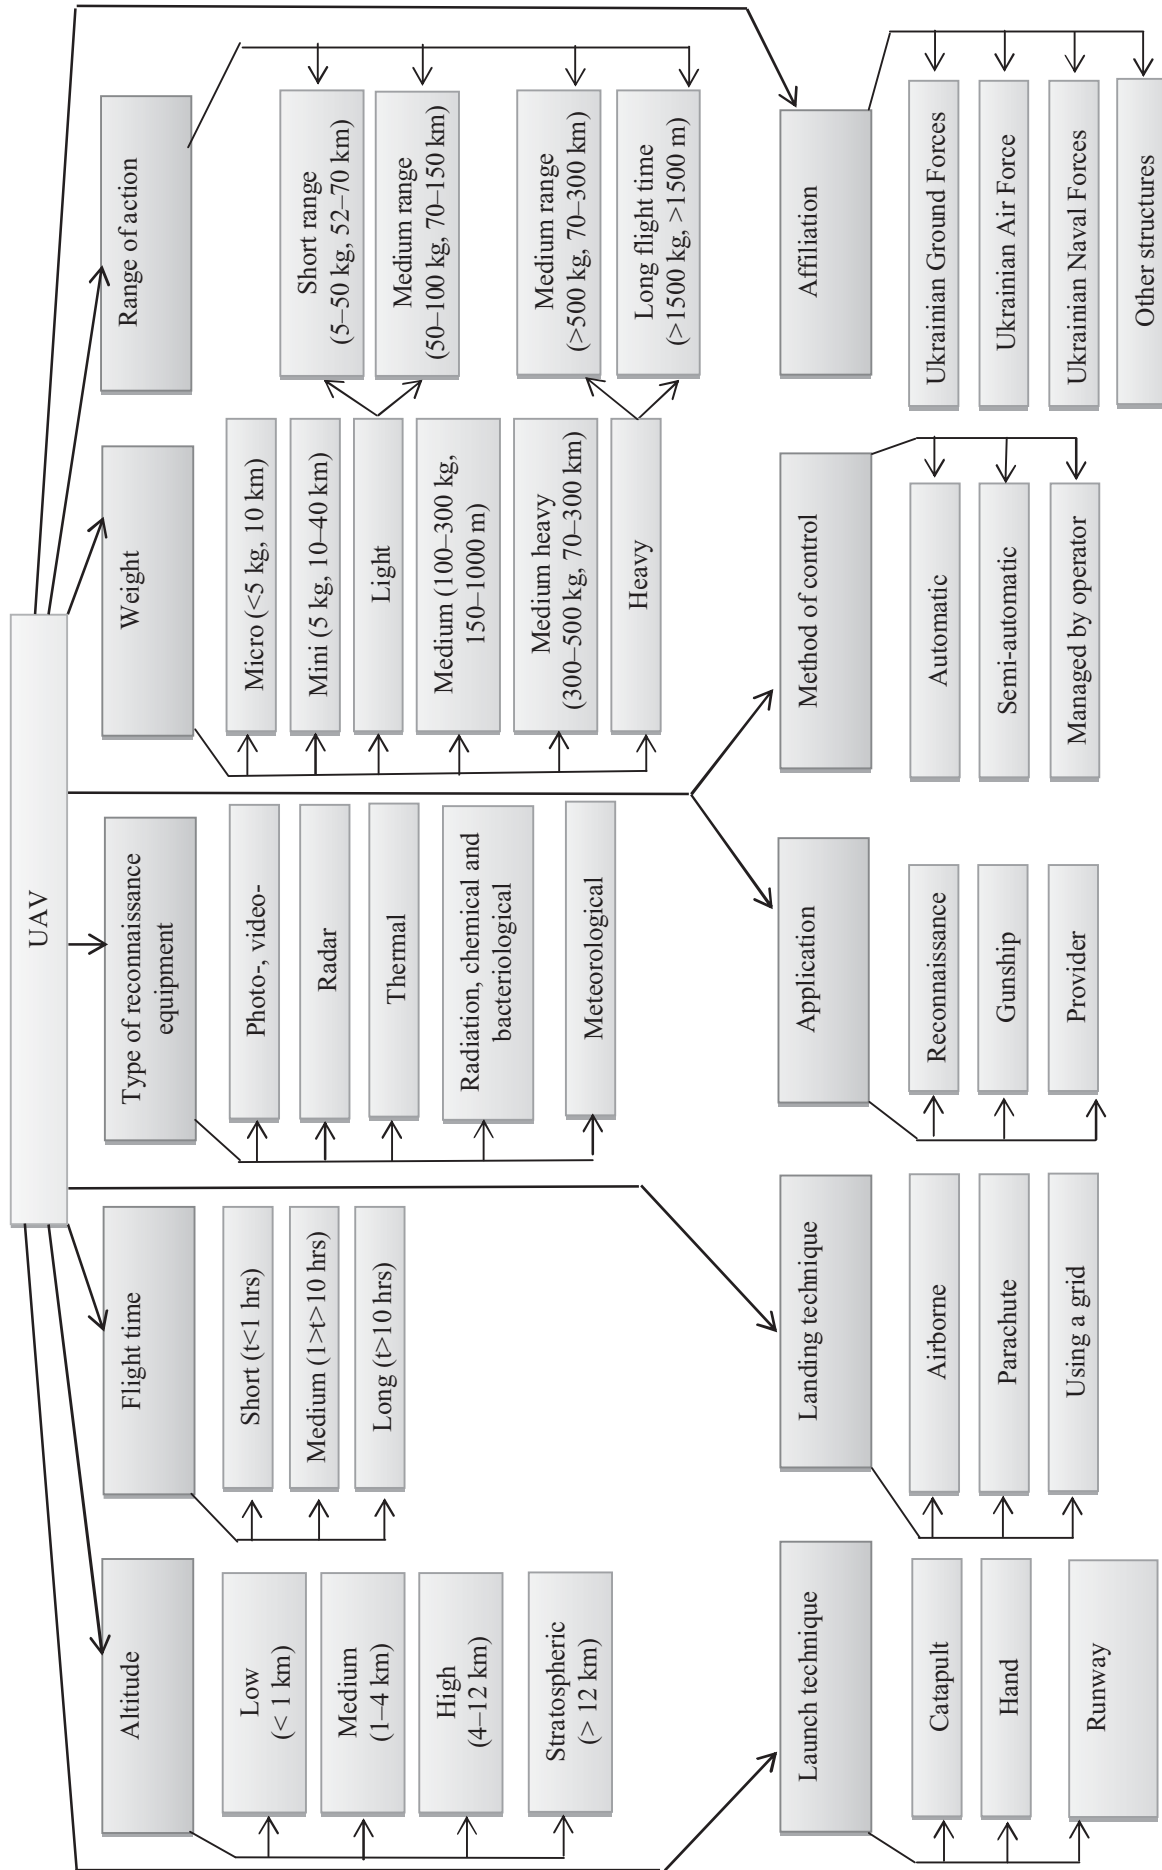 UAV
Altitude
Low
(< 1 km)
Medium
(1–4 km)
High
(4–12 km)
Stratospheric
(> 12 km)
Flight time
Short (t<1 hrs)
Medium (1>t>10 hrs)
Long (t>10 hrs)
Type of reconnaissance
equipment
Photo-, video-
Radar
Thermal
Radiation, chemical and
bacteriological
Meteorological
Weight
Micro (<5 kg, 10 km)
Mini (5 kg, 10–40 km)
Light
Medium (100–300 kg,
150–1000 m)
Medium heavy
(300–500 kg, 70–300 km)
Heavy
Range of action
Short range
(5–50 kg, 52–70 km)
Medium range
(50–100 kg, 70–150 km)
Medium range
(>500 kg, 70–300 km)
Long flight time
(>1500 kg, >1500 m)
Launch technique
Catapult
Hand
Runway
Landing technique
Airborne
Parachute
Using a grid
Application
Reconnaissance
Gunship
Provider
Method of control
Automatic
Semi-automatic
Managed by operator
Affiliation
Ukrainian Ground Forces
Ukrainian Air Force
Ukrainian Naval Forces
Other structures